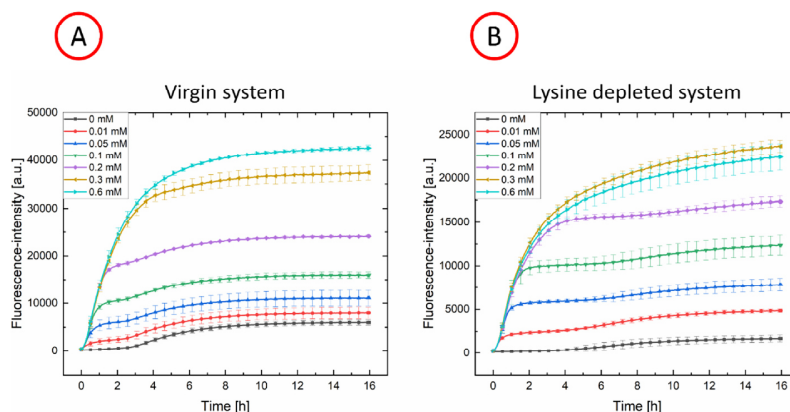 A
B
Virgin system
Lysine depleted system
50000
40000
30000
20000
10000
0
Fluorescence-intensity [a.u.]
0 mM
0.01 mM
0.05 mM
0.1 mM
0.2 mM
0.3 mM
0.6 mM
0 2 4 6 8 10 12 14 16
Time [h]
25000
20000
15000
10000
5000
0
Fluorescence-intensity [a.u.]
0 mM
0.01 mM
0.05 mM
0.1 mM
0.2 mM
0.3 mM
0.6 mM
0 2 4 6 8 10 12 14 16
Time [h]